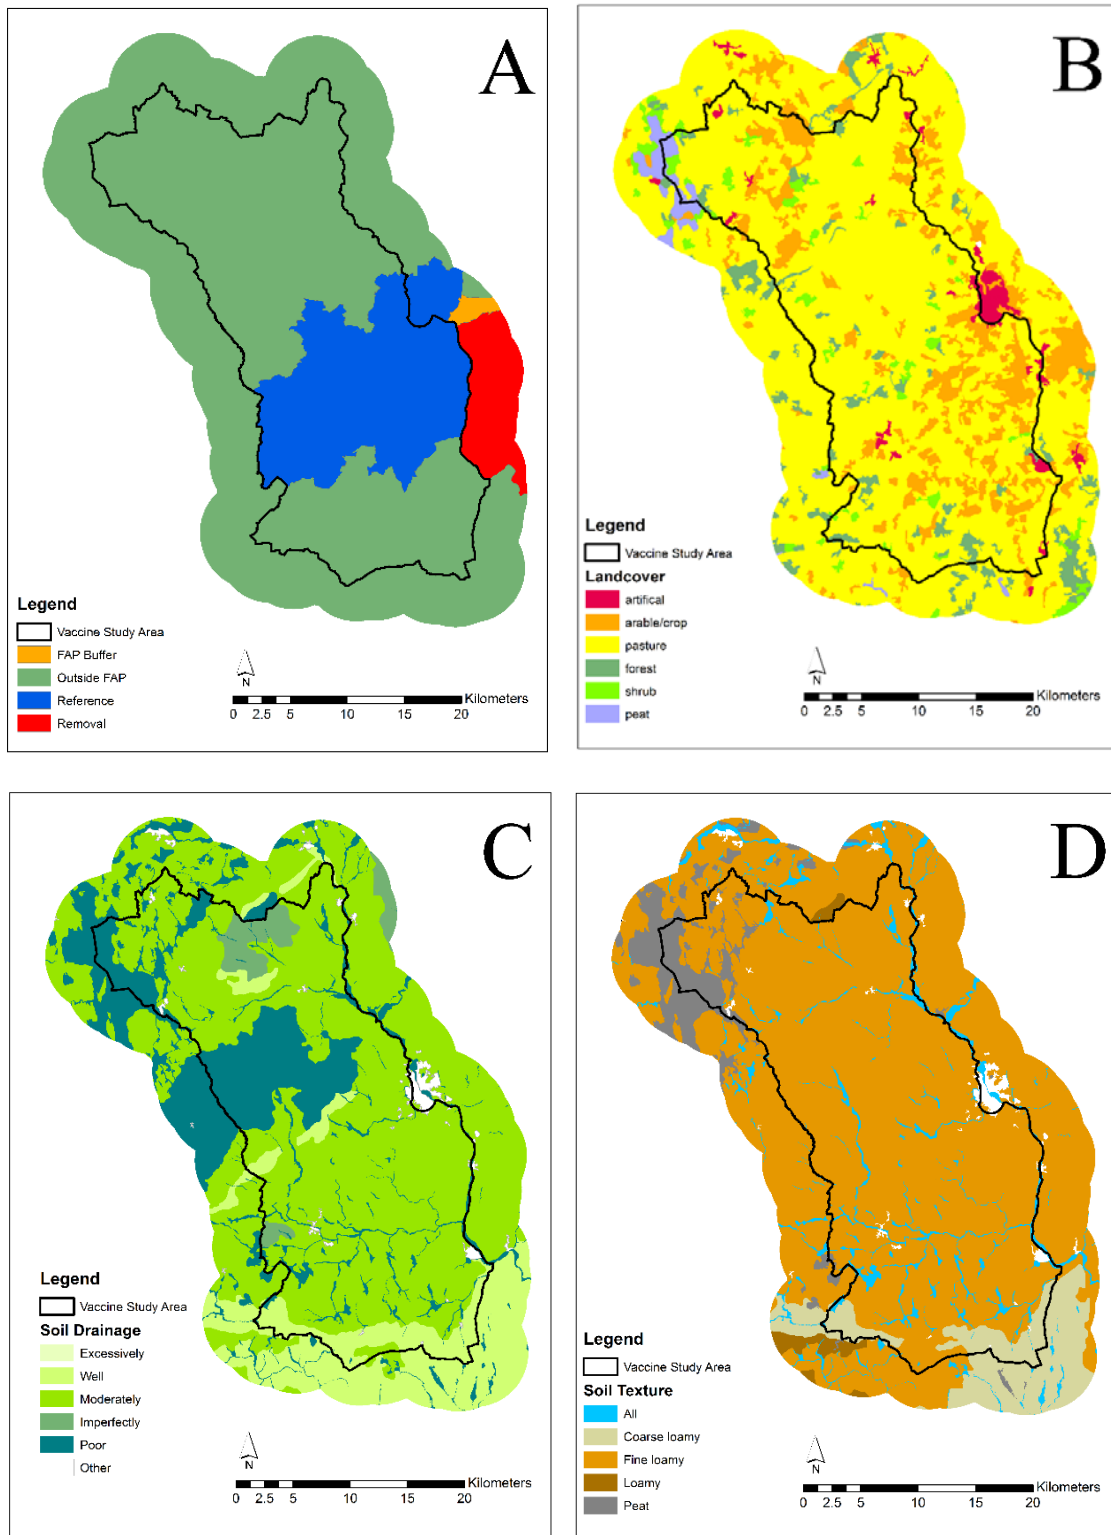 A
Legend
Vaccine Study Area
FAP Buffer
Outside FAP
Reference
Removal
N
Kilometers
0 2.5 5 10 15 20
B
Legend
Vaccine Study Area
Landcover
artifical
arable/crop
pasture
forest
shrub
peat
N
Kilometers
0 2.5 5 10 15 20
C
Legend
Vaccine Study Area
Soil Drainage
Excessively
Well
Moderately
Imperfectly
Poor
Other
N
Kilometers
0 2.5 5 10 15 20
D
Legend
Vaccine Study Area
Soil Texture
All
Coarse loamy
Fine loamy
Loamy
Peat
N
Kilometers
0 2.5 5 10 15 20